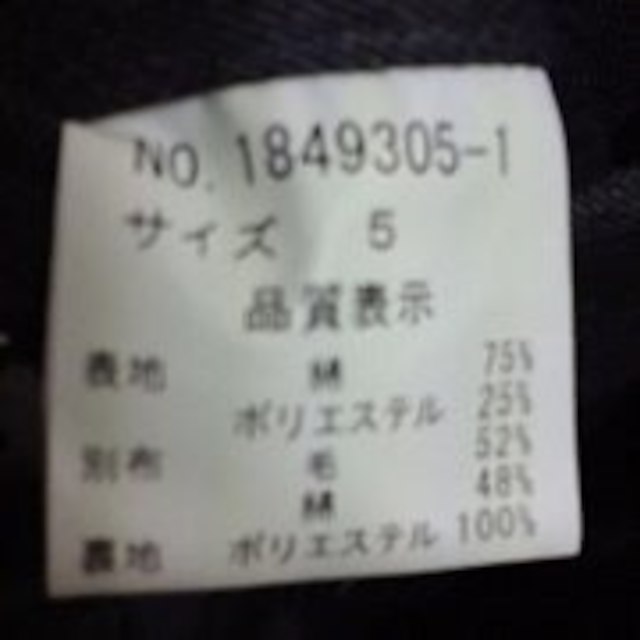 NO. 1849305-1
サイズ 5
品質表示
表地 綿 75%
ポリエステル 25%
別布 毛 52%
綿 48%
裏地 ポリエステル 100%